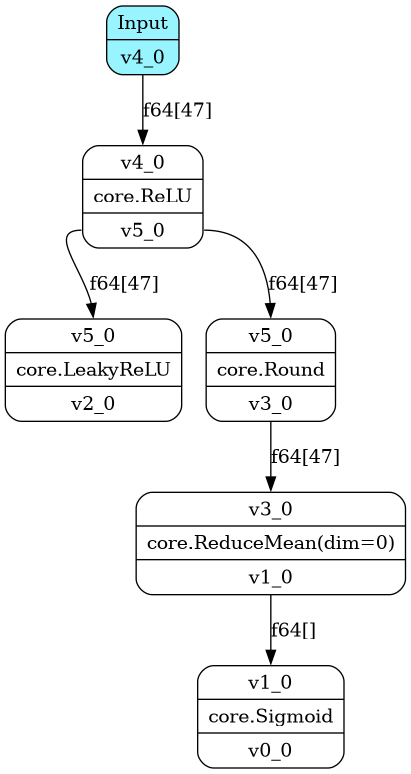 Input
v4_0
f64[47]
v4_0
core.ReLU
v5_0
f64[47]
f64[47]
v5_0
core.LeakyReLU
v2_0
v5_0
core.Round
v3_0
f64[47]
v3_0
core.ReduceMean(dim=0)
v1_0
f64[]
v1_0
core.Sigmoid
v0_0